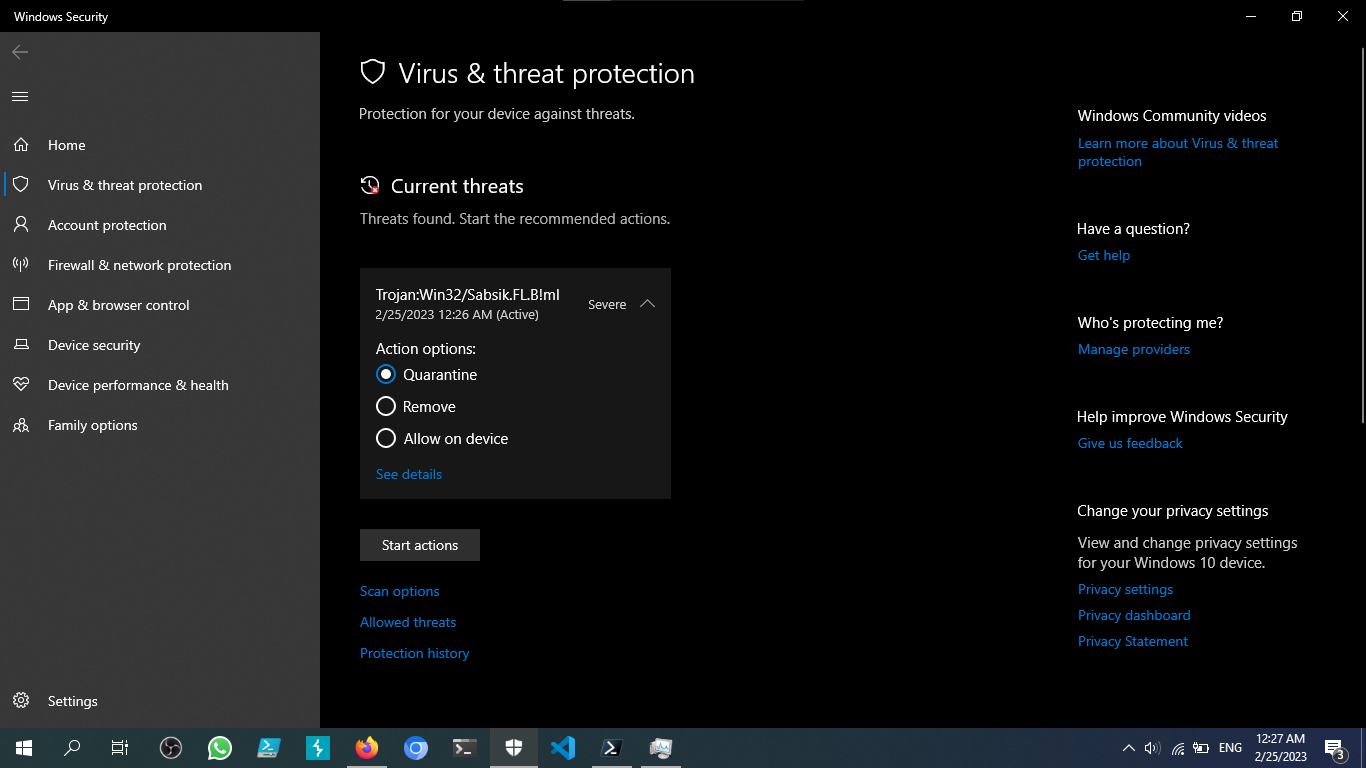 Windows Security
Home
Virus & threat protection
Account protection
Firewall & network protection
App & browser control
Device security
Device performance & health
Family options
Settings
Virus & threat protection
Protection for your device against threats.
Current threats
Threats found. Start the recommended actions.
Trojan:Win32/Sabsik.FL.B!ml
2/25/2023 12:26 AM (Active)
Severe
Action options:
Quarantine
Remove
Allow on device
See details
Start actions
Scan options
Allowed threats
Protection history
Windows Community videos
Learn more about Virus & threat
protection
Have a question?
Get help
Who's protecting me?
Manage providers
Help improve Windows Security
Give us feedback
Change your privacy settings
View and change privacy settings
for your Windows 10 device.
Privacy settings
Privacy dashboard
Privacy Statement
ENG
12:27 AM
2/25/2023
3